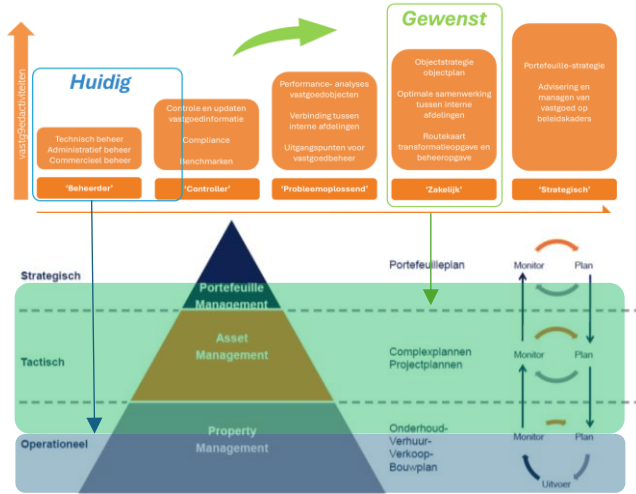 Gewenst
Huidig
vastg9edactiviteiten
Technisch beheer
Administratief beheer
Commercieel beheer
'Beheerder'
Controle en updaten
vastgoedinformatie
Compliance
Benchmarken
'Controller'
Performance- analyses
vastgoedobjecten
Verbinding tussen
interne afdelingen
Uitgangspunten voor
vastgoedbeheer
'Probleemoplossend'
Objectstrategie
objectplan
Optimale samenwerking
tussen interne
afdelingen
Routekaart
transformatieopgave en
beheeropgave
'Zakelijk'
Portefeuille-strategie
Advisering en
managen van
vastgoed op
beleidskaders
'Strategisch'
Strategisch
Portefeuille
Management
Portefeuilleplan
Monitor
Plan
Tactisch
Asset
Management
Complexplannen
Projectplannen
Monitor
Plan
Operationeel
Property
Management
Onderhoud-
Verhuur-
Verkoop-
Bouwplan
Monitor
Plan
Uitvoer